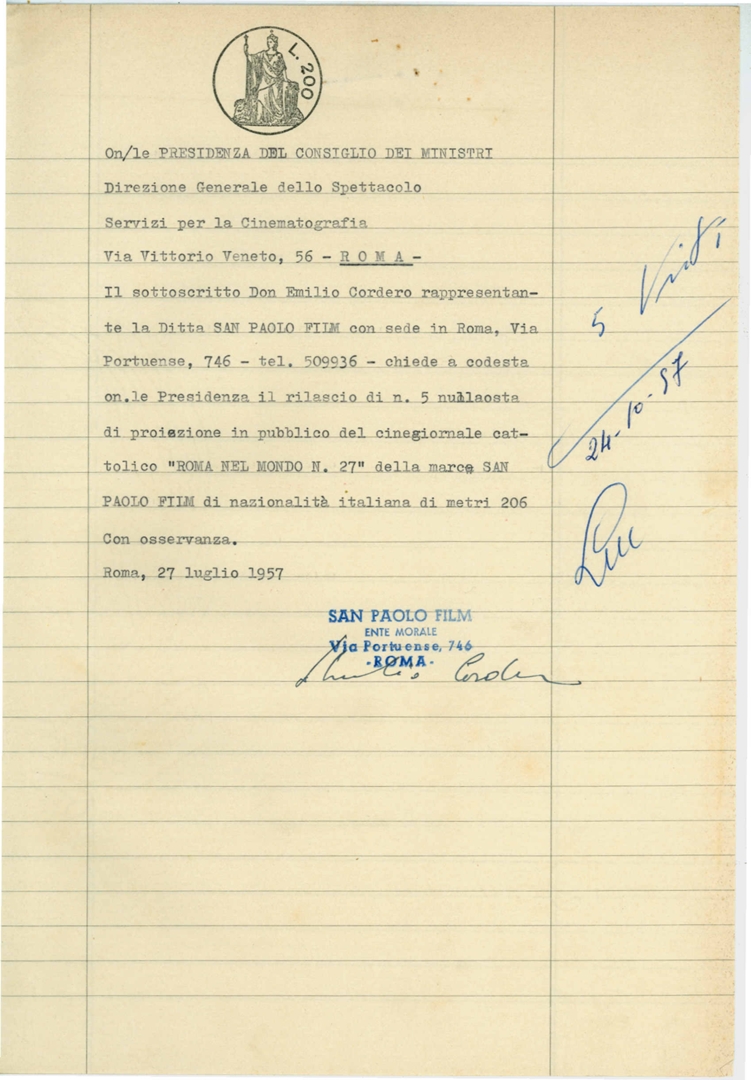 L. 200
On/le PRESIDENZA DEL CONSIGLIO DEI MINISTRI
Direzione Generale dello Spettacolo
Servizi per la Cinematografia
Via Vittorio Veneto, 56 - R O M A -
Il sottoscritto Don Emilio Cordero rappresentan-
te la Ditta SAN PAOLO FILM con sede in Roma, Via
Portuense, 746 - tel. 509936 - chiede a codesta
on.le Presidenza il rilascio di n. 5 nullaosta
di proiezione in pubblico del cinegiornale cat-
tolico "ROMA NEL MONDO N. 27" della marca SAN
PAOLO FILM di nazionalità italiana di metri 206
Con osservanza.
Roma, 27 luglio 1957
SAN PAOLO FILM
ENTE MORALE
Via Portuense, 746
-ROMA-
Cordero
5 Visti
24-10-57